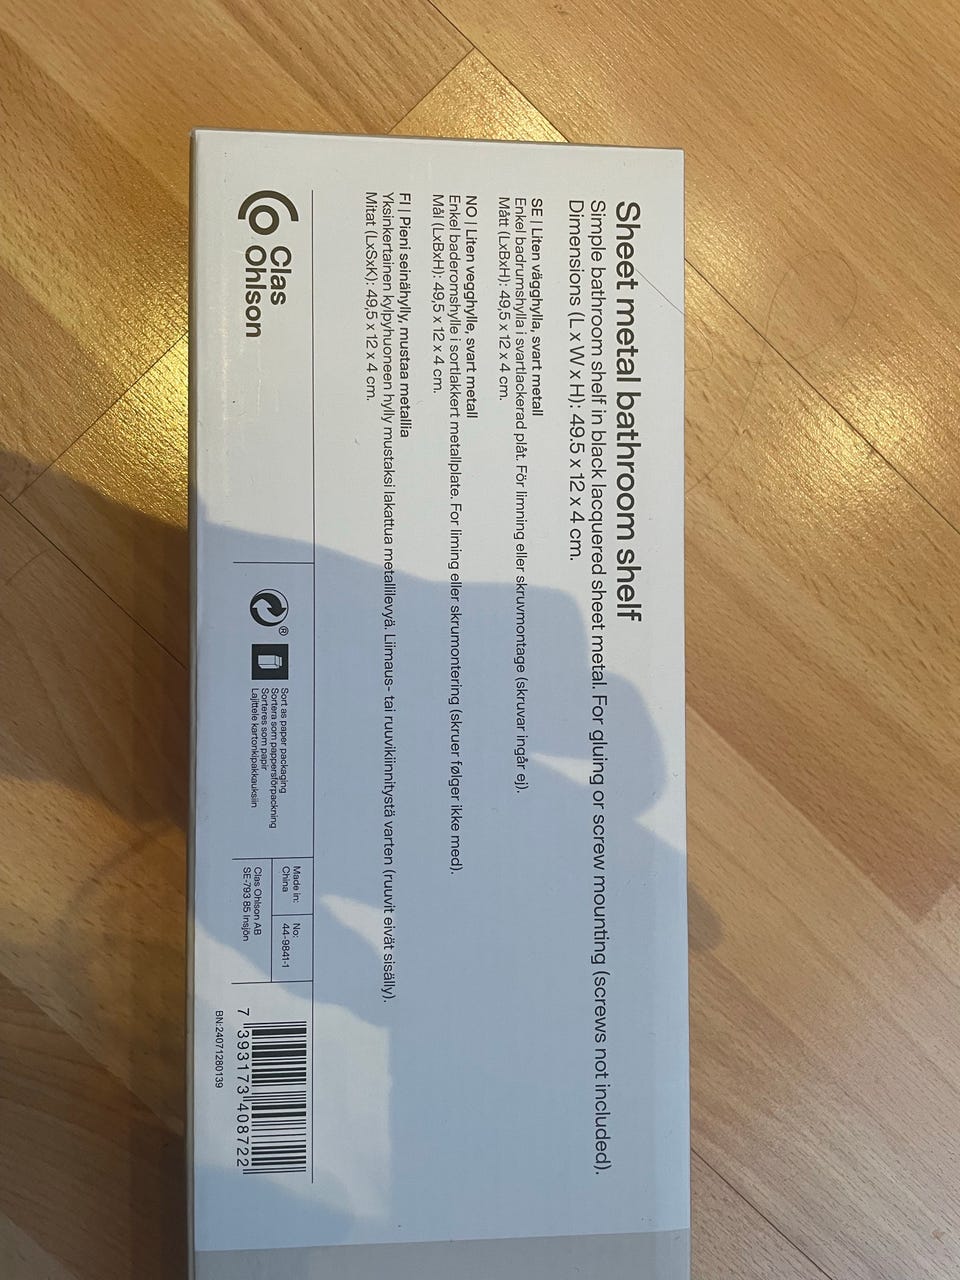 Sheet metal bathroom shelf
Simple bathroom shelf in black lacquered sheet metal. For gluing or screw mounting (screws not included).
Dimensions (L x W x H): 49.5 x 12 x 4 cm.
SE | Liten vägghylla, svart metall
Enkel badrumshylla i svartlackerad plåt. För limning eller skruvmontage (skruvar ingår ej).
Mått (LxBxH): 49,5 x 12 x 4 cm.
NO | Liten vegghylle, svart metall
Enkel baderomshylle i sortlakkert metallplate. For liming eller skrumontering (skruer følger ikke med).
Mål (LxBxH): 49,5 x 12 x 4 cm.
FI | Pieni seinähylly, mustaa metallia
Yksinkertainen kylpyhuoneen hylly mustaksi lakattua metallilevyä. Liimaus- tai ruuvikiinnitystä varten (ruuvit eivät sisälly).
Mitat (LxSxK): 49,5 x 12 x 4 cm.
Clas
Ohlson
®
Sort as paper packaging
Sortera som pappersförpackning
Sorteres som papir
Lajittele kartonkipakkauksiin
Made in:
China
No:
44-9841-1
Clas Ohlson AB
SE-793 85 Insjön
7 393173 408722
BN:24071280139